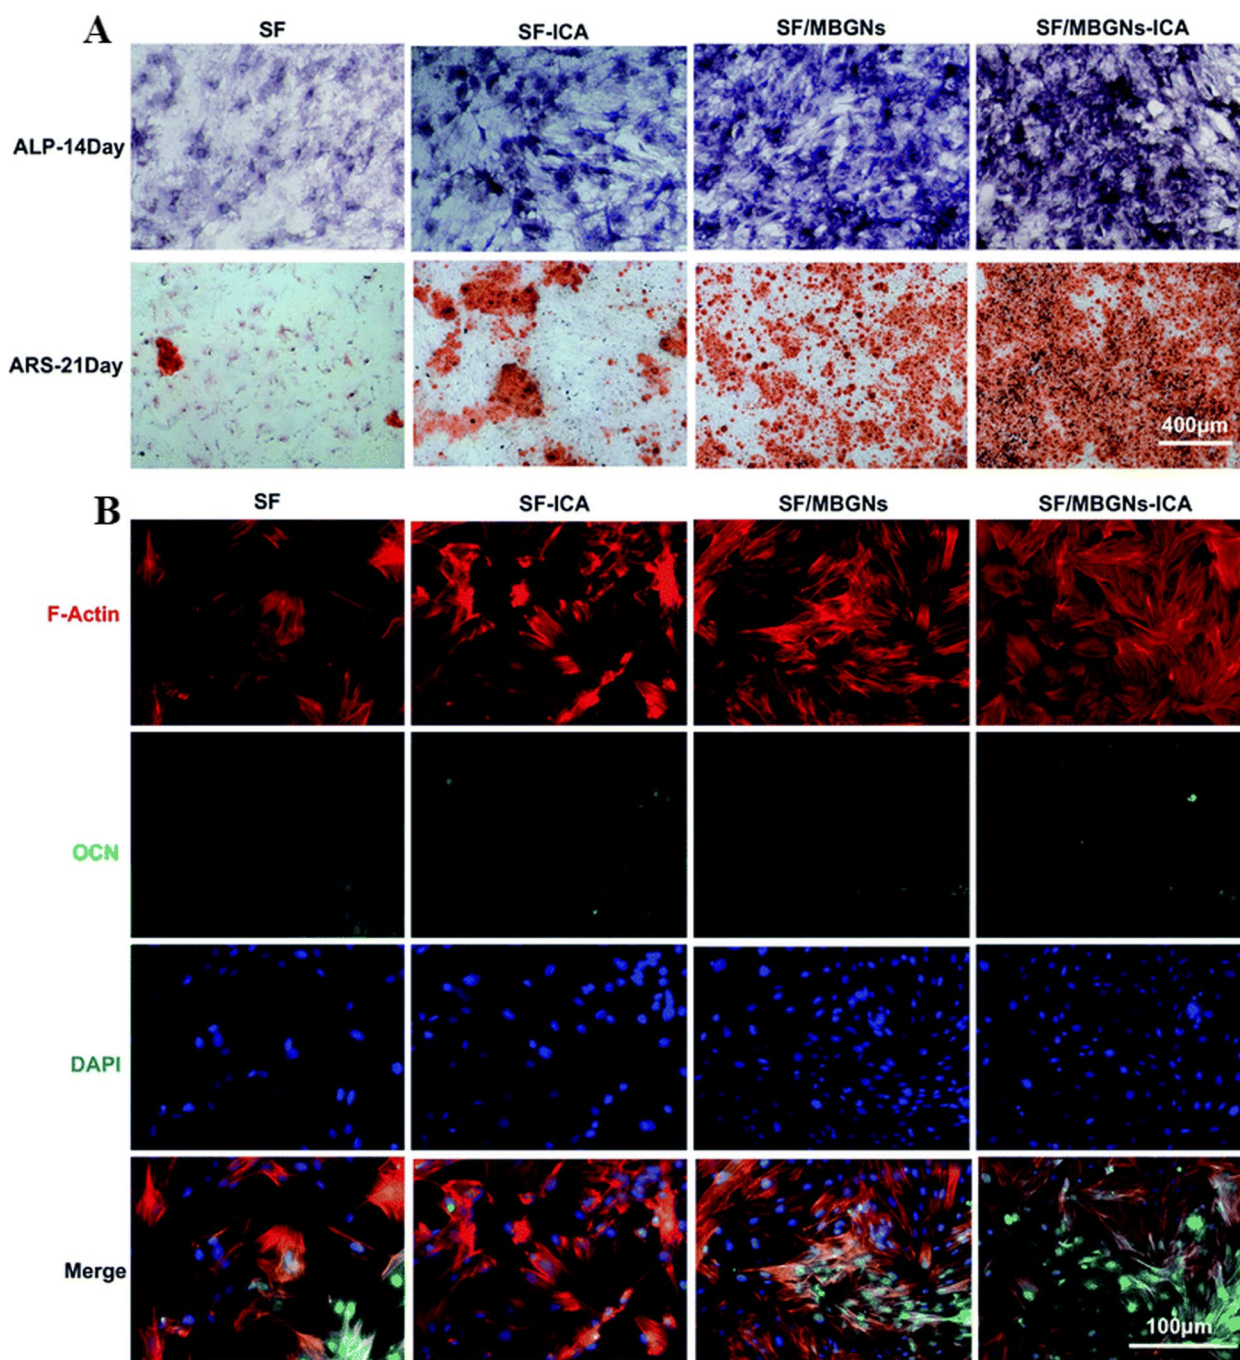 A
SF SF-ICA SF/MBGNs SF/MBGNs-ICA
ALP-14Day
ARS-21Day
400μm
B
SF SF-ICA SF/MBGNs SF/MBGNs-ICA
F-Actin
OCN
DAPI
Merge
100μm